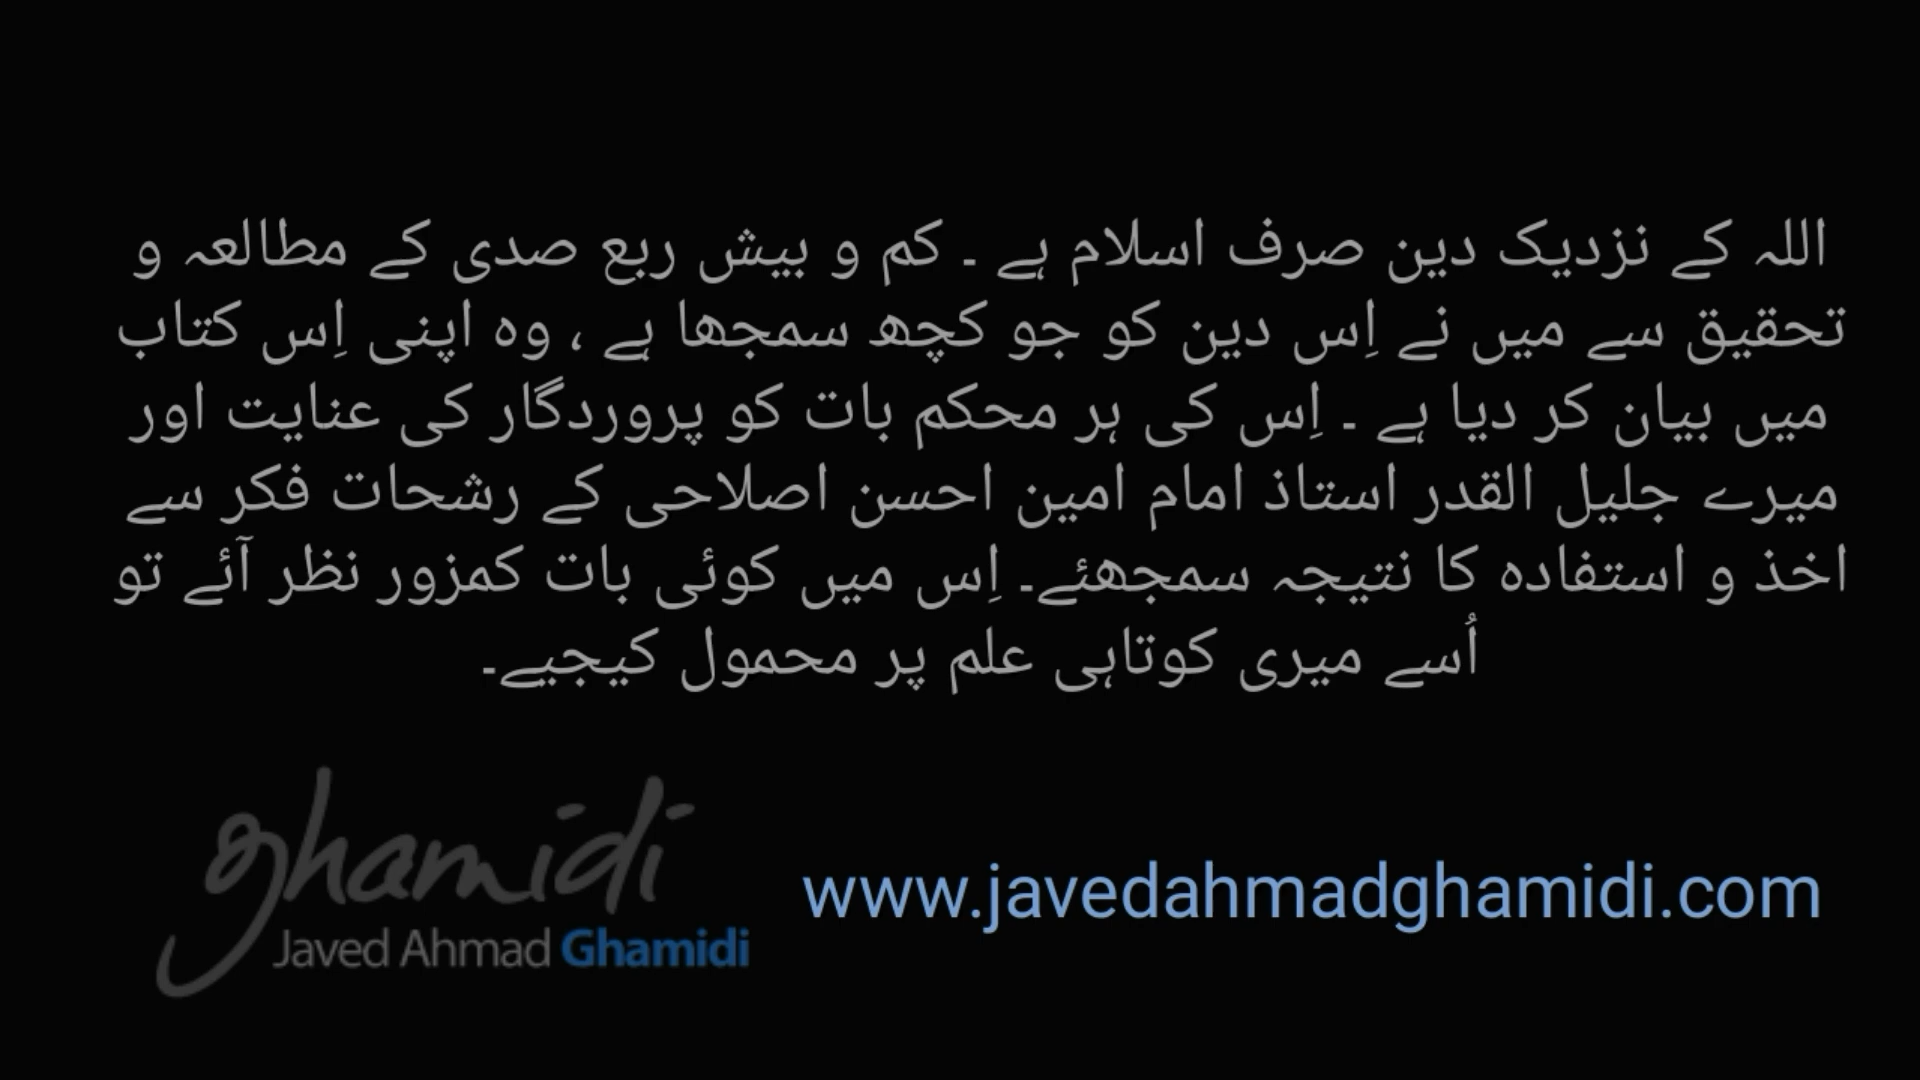 اللہ کے نزدیک دین صرف اسلام ہے ۔ کم و بیش ربع صدی کے مطالعہ و
تحقیق سے میں نے اِس دین کو جو کچھ سمجھا ہے ، وہ اپنی اِس کتاب
میں بیان کر دیا ہے ۔ اِس کی ہر محکم بات کو پروردگار کی عنایت اور
میرے جلیل القدر استاذ امام امین احسن اصلاحی کے رشحات فکر سے
اخذ و استفادہ کا نتیجہ سمجھئے۔ اِس میں کوئی بات کمزور نظر آئے تو
اُسے میری کوتاہی علم پر محمول کیجیے۔
ghamidi
www.javedahmadghamidi.com
Javed Ahmad Ghamidi